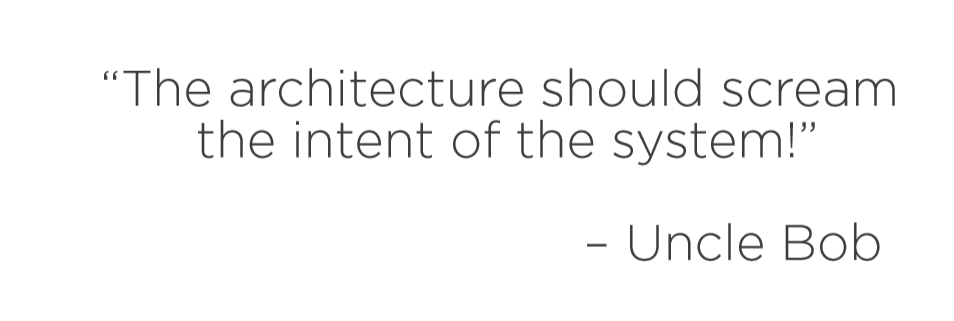 “The architecture should scream
the intent of the system!”
– Uncle Bob